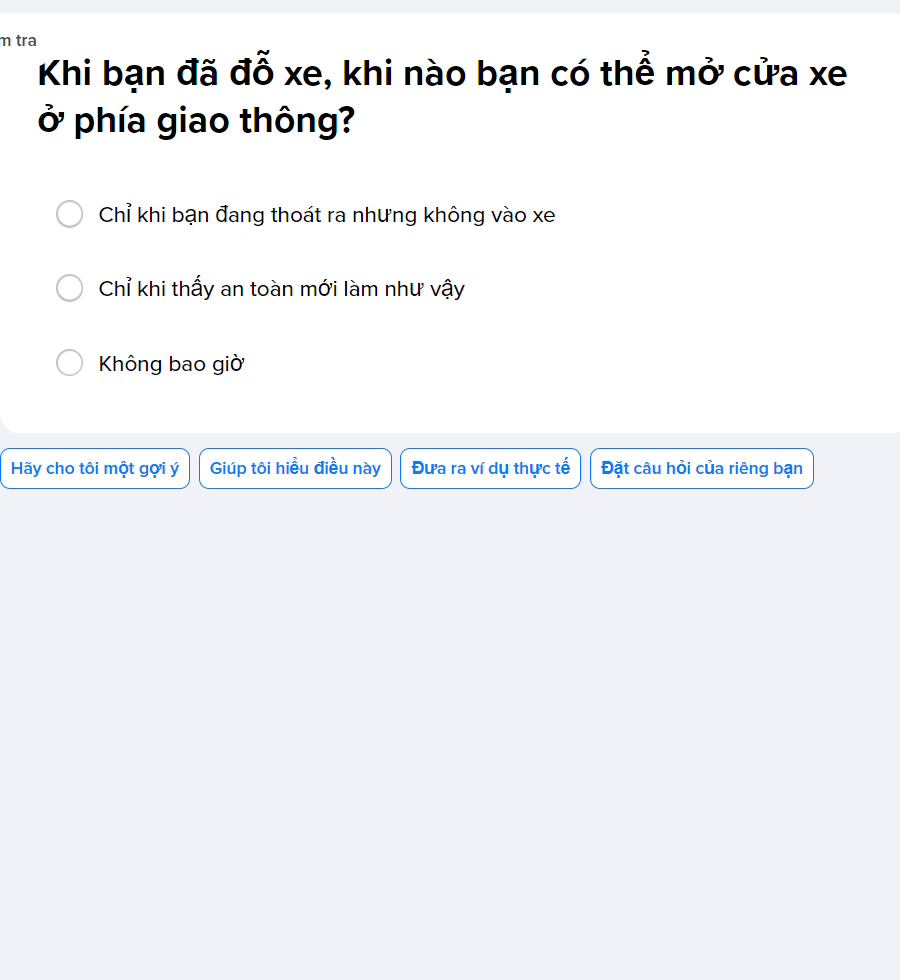 m tra
Khi bạn đã đỗ xe, khi nào bạn có thể mở cửa xe
ở phía giao thông?
Chỉ khi bạn đang thoát ra nhưng không vào xe
Chỉ khi thấy an toàn mới làm như vậy
Không bao giờ
Hãy cho tôi một gợi ý
Giúp tôi hiểu điều này
Đưa ra ví dụ thực tế
Đặt câu hỏi của riêng bạn